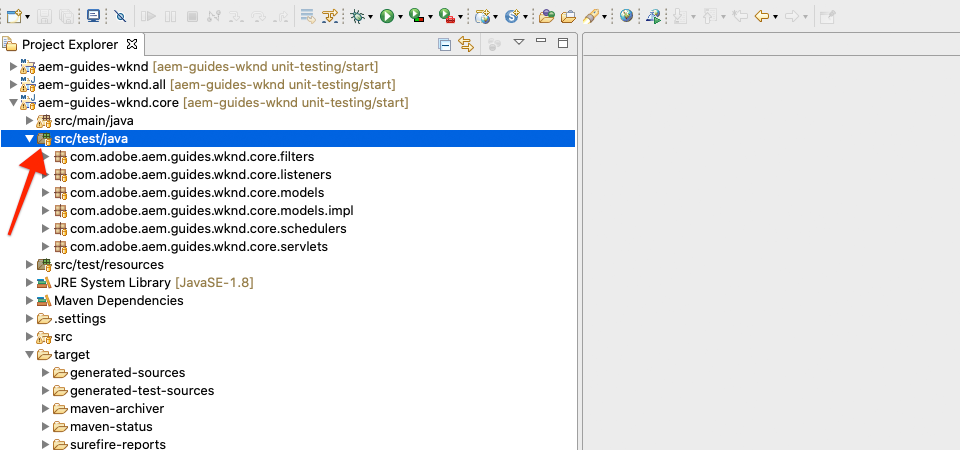 Project Explorer
aem-guides-wknd [aem-guides-wknd unit-testing/start]
aem-guides-wknd.all [aem-guides-wknd unit-testing/start]
aem-guides-wknd.core [aem-guides-wknd unit-testing/start]
src/main/java
src/test/java
com.adobe.aem.guides.wknd.core.filters
com.adobe.aem.guides.wknd.core.listeners
com.adobe.aem.guides.wknd.core.models
com.adobe.aem.guides.wknd.core.models.impl
com.adobe.aem.guides.wknd.core.schedulers
com.adobe.aem.guides.wknd.core.servlets
src/test/resources
JRE System Library [JavaSE-1.8]
Maven Dependencies
.settings
src
target
generated-sources
generated-test-sources
maven-archiver
maven-status
surefire-reports